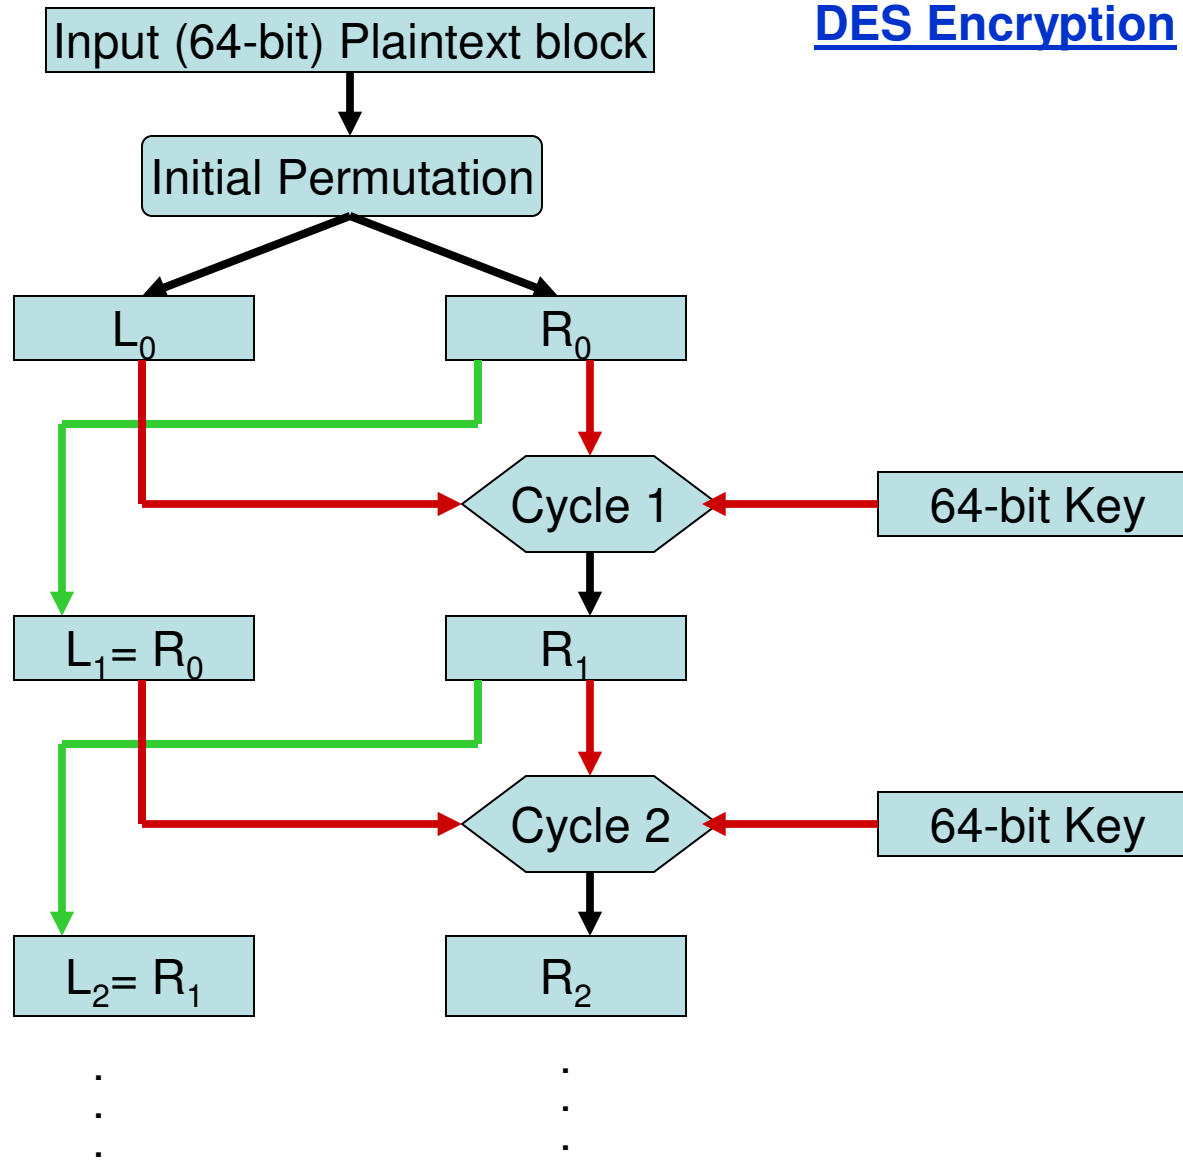 DES Encryption
Input (64-bit) Plaintext block
Initial Permutation
L₀
R₀
Cycle 1
64-bit Key
L₁= R₀
R₁
Cycle 2
64-bit Key
L₂= R₁
R₂
.
.
.
.
.
.